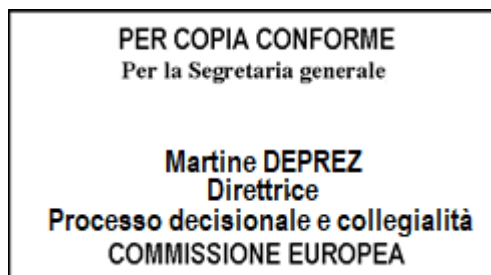 PER COPIA CONFORME
Per la Segretaria generale
Martine DEPREZ
Direttrice
Processo decisionale e collegialità
COMMISSIONE EUROPEA